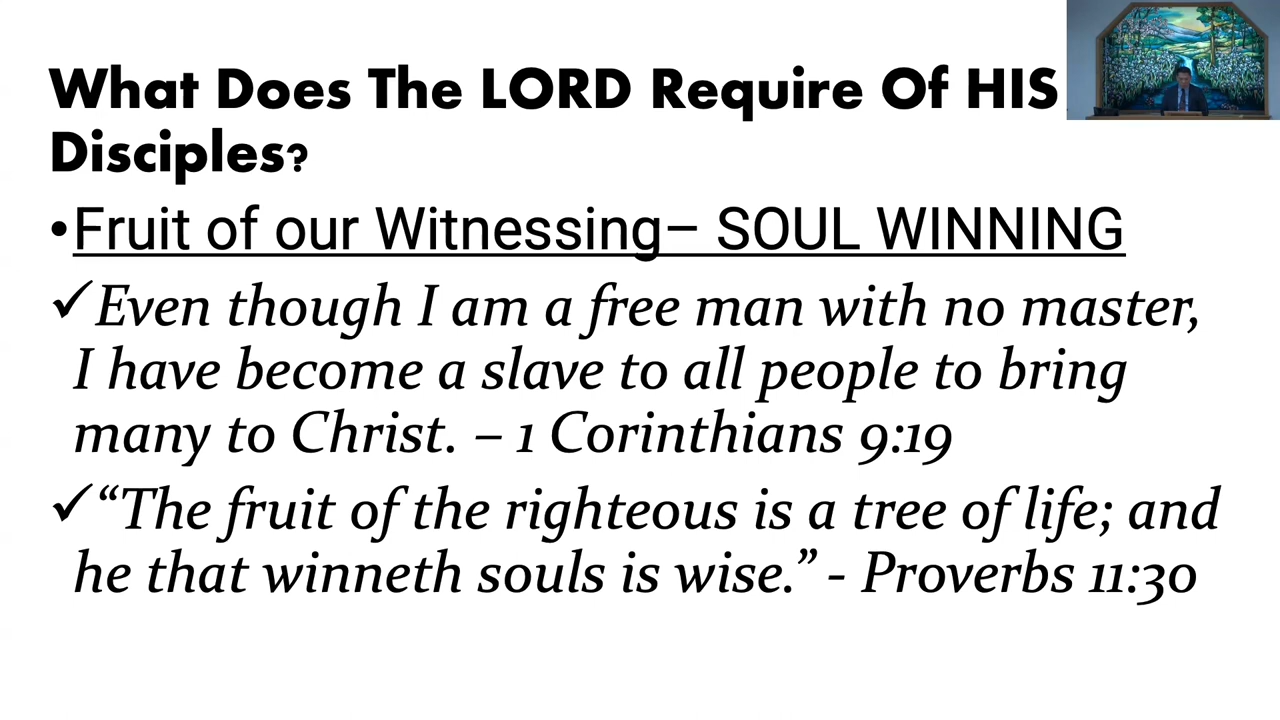 What Does The LORD Require Of HIS
Disciples?
•Fruit of our Witnessing– SOUL WINNING
✓Even though I am a free man with no master,
I have become a slave to all people to bring
many to Christ. – 1 Corinthians 9:19
✓“The fruit of the righteous is a tree of life; and
he that winneth souls is wise.” - Proverbs 11:30